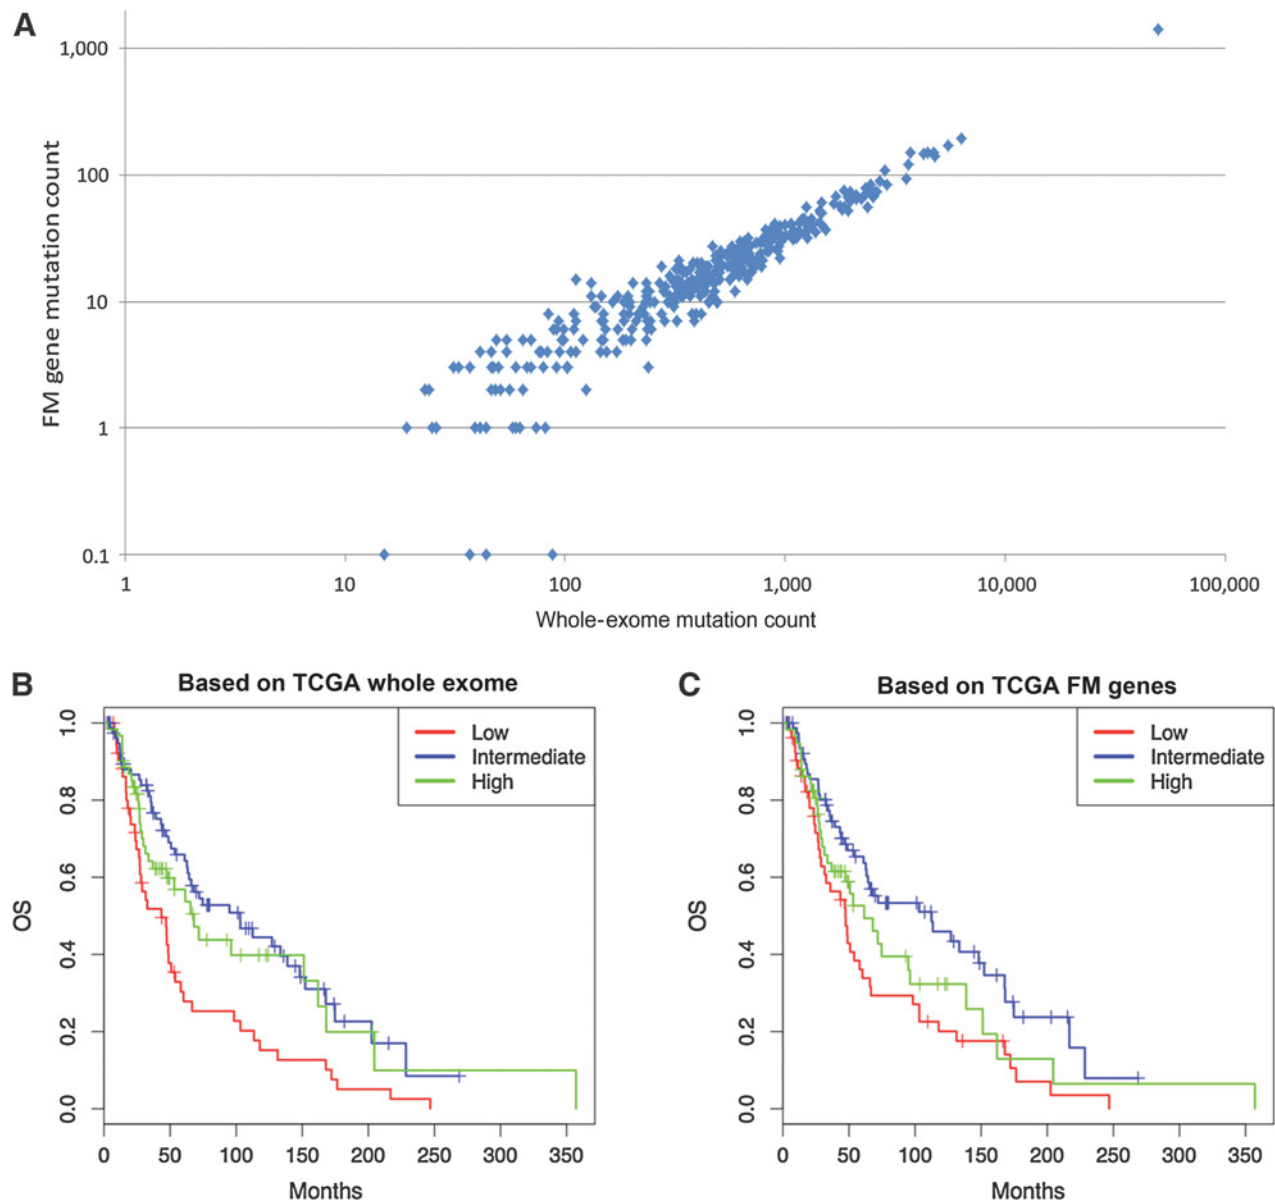 A
1,000
100
10
1
0.1
FM gene mutation count
1 10 100 1,000 10,000 100,000
Whole-exome mutation count
B
Based on TCGA whole exome
Low
Intermediate
High
1.0
0.8
0.6
0.4
0.2
0.0
OS
0 50 100 150 200 250 300 350
Months
C
Based on TCGA FM genes
Low
Intermediate
High
1.0
0.8
0.6
0.4
0.2
0.0
OS
0 50 100 150 200 250 300 350
Months